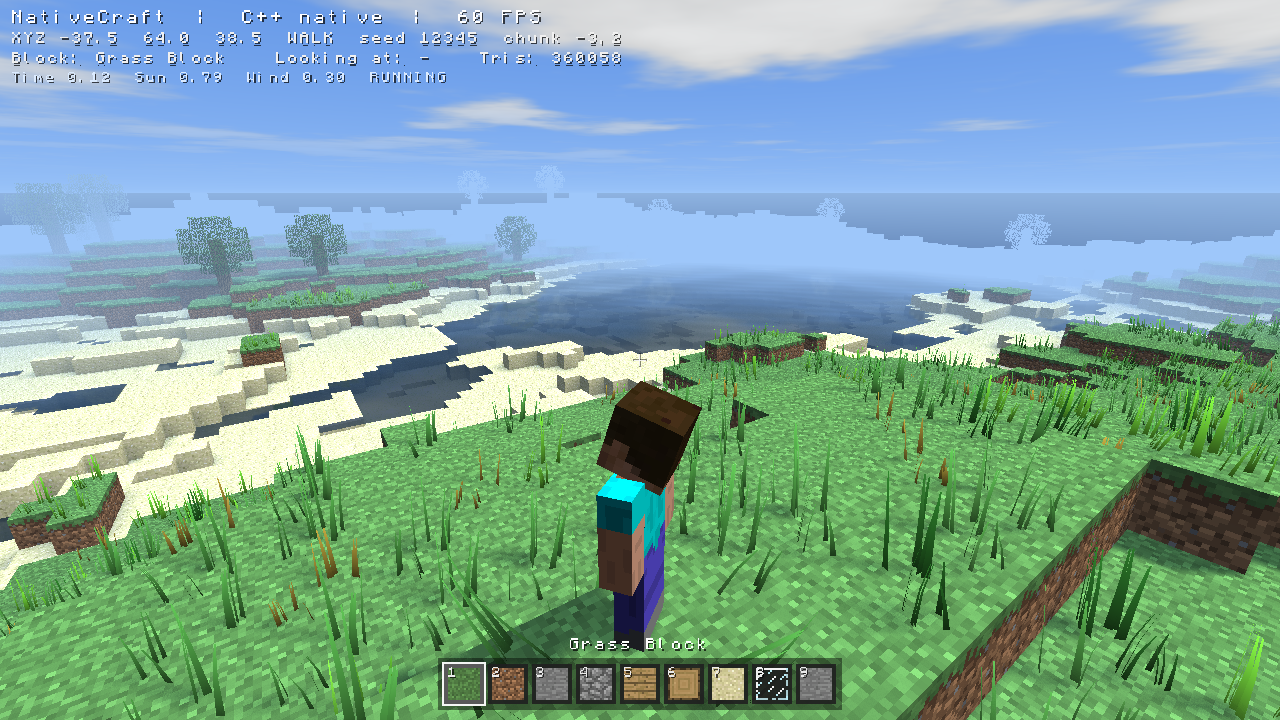 NativeCraft | C++ native | 60 FPS
XYZ -37.5 64.0 38.5 WALK seed 12345 chunk -3,2
Block: Grass Block Looking at: - Tris: 360058
Time 0.12 Sun 0.79 Wind 0.39 RUNNING
Grass Block
1 2 3 4 5 6 7 8 9